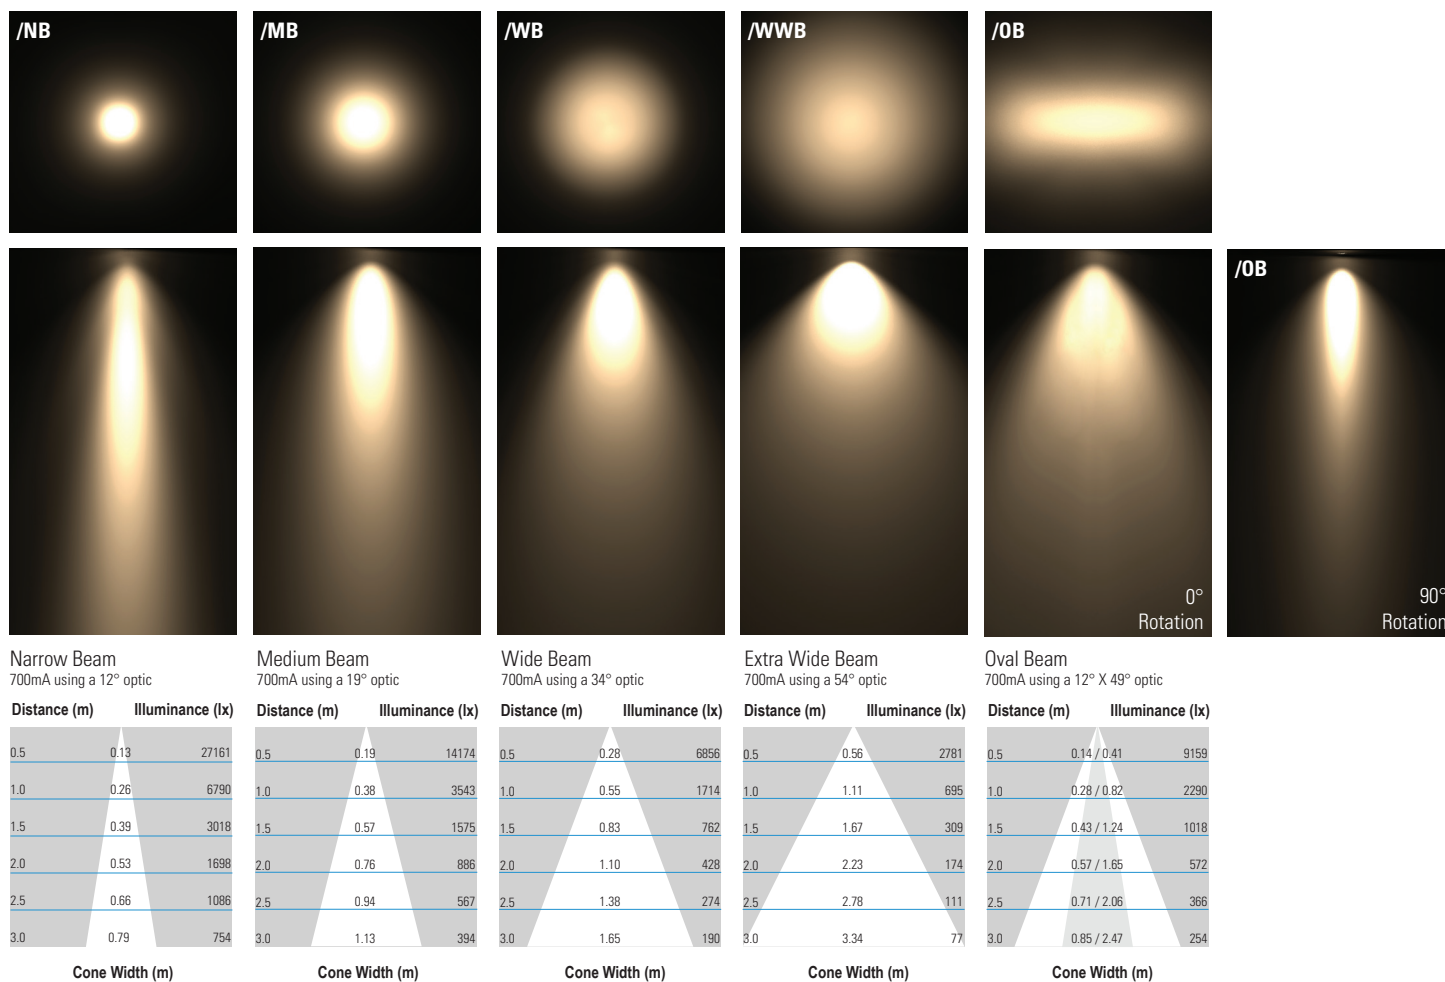 /NB
/MB
/WB
/WWB
/OB
/OB
0°
Rotation
90°
Rotation
Narrow Beam
700mA using a 12° optic
Distance (m) Illuminance (lx)
0.5 0.13 27161
1.0 0.26 6790
1.5 0.39 3018
2.0 0.53 1698
2.5 0.66 1086
3.0 0.79 754
Cone Width (m)
Medium Beam
700mA using a 19° optic
Distance (m) Illuminance (lx)
0.5 0.19 14174
1.0 0.38 3543
1.5 0.57 1575
2.0 0.76 886
2.5 0.94 567
3.0 1.13 394
Cone Width (m)
Wide Beam
700mA using a 34° optic
Distance (m) Illuminance (lx)
0.5 0.28 6856
1.0 0.55 1714
1.5 0.83 762
2.0 1.10 428
2.5 1.38 274
3.0 1.65 190
Cone Width (m)
Extra Wide Beam
700mA using a 54° optic
Distance (m) Illuminance (lx)
0.5 0.56 2781
1.0 1.11 695
1.5 1.67 309
2.0 2.23 174
2.5 2.78 111
3.0 3.34 77
Cone Width (m)
Oval Beam
700mA using a 12° X 49° optic
Distance (m) Illuminance (lx)
0.5 0.14 / 0.41 9159
1.0 0.28 / 0.82 2290
1.5 0.43 / 1.24 1018
2.0 0.57 / 1.65 572
2.5 0.71 / 2.06 366
3.0 0.85 / 2.47 254
Cone Width (m)